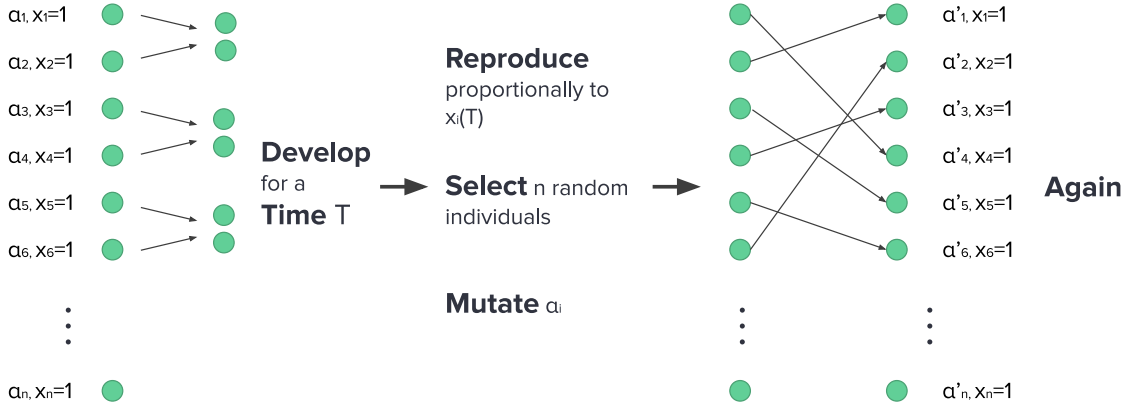 α₁, x₁=1
α₂, x₂=1
α₃, x₃=1
α₄, x₄=1
α₅, x₅=1
α₆, x₆=1
αₙ, xₙ=1
Develop
for a
Time T
Reproduce
proportionally to
xᵢ(T)
Select n random
individuals
Mutate αᵢ
α'₁, x₁=1
α'₂, x₂=1
α'₃, x₃=1
α'₄, x₄=1
α'₅, x₅=1
α'₆, x₆=1
α'ₙ, xₙ=1
Again